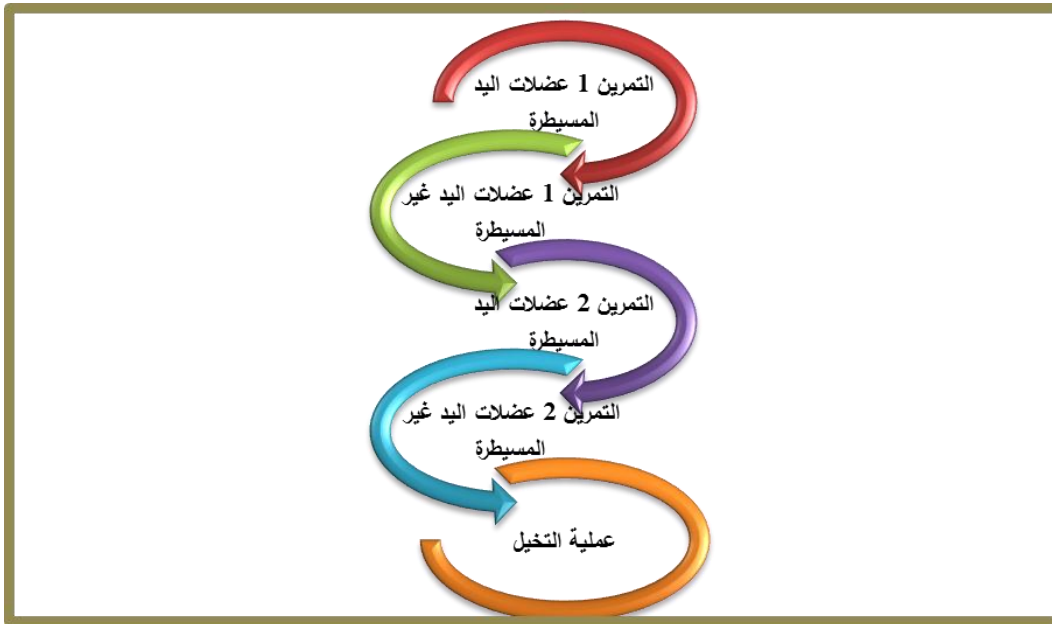 التمرين 1 عضلات اليد
المسيطرة
التمرين 1 عضلات اليد غير
المسيطرة
التمرين 2 عضلات اليد
المسيطرة
التمرين 2 عضلات اليد غير
المسيطرة
عملية التخيل